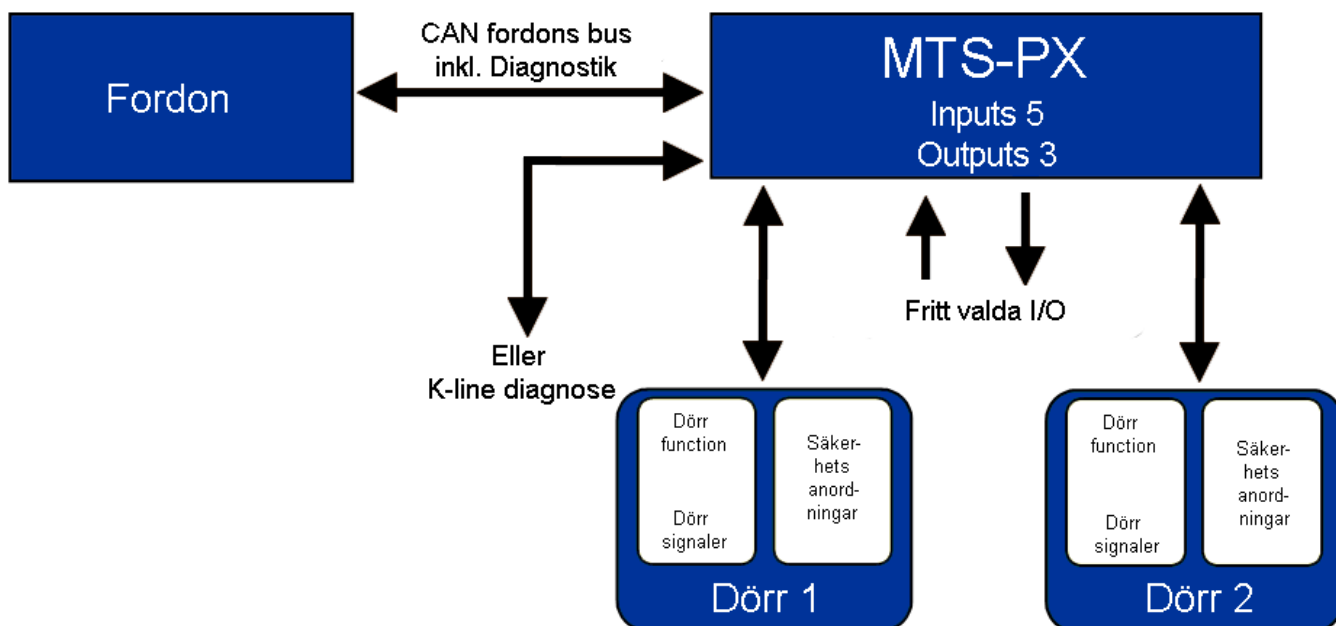 Fordon
CAN fordons bus
inkl. Diagnostik
MTS-PX
Inputs 5
Outputs 3
Eller
K-line diagnose
Fritt valda I/O
Dörr
function
Dörr
signaler
Säker-
hets
anord-
ningar
Dörr 1
Dörr
function
Dörr
signaler
Säker-
hets
anord-
ningar
Dörr 2